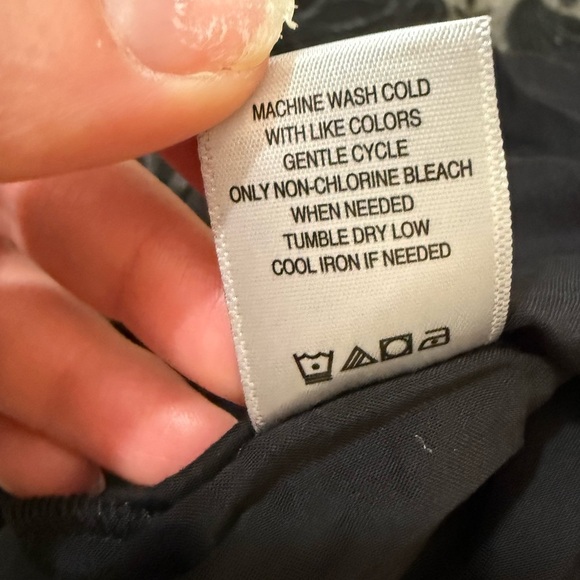 MACHINE WASH COLD
WITH LIKE COLORS
GENTLE CYCLE
ONLY NON-CHLORINE BLEACH
WHEN NEEDED
TUMBLE DRY LOW
COOL IRON IF NEEDED